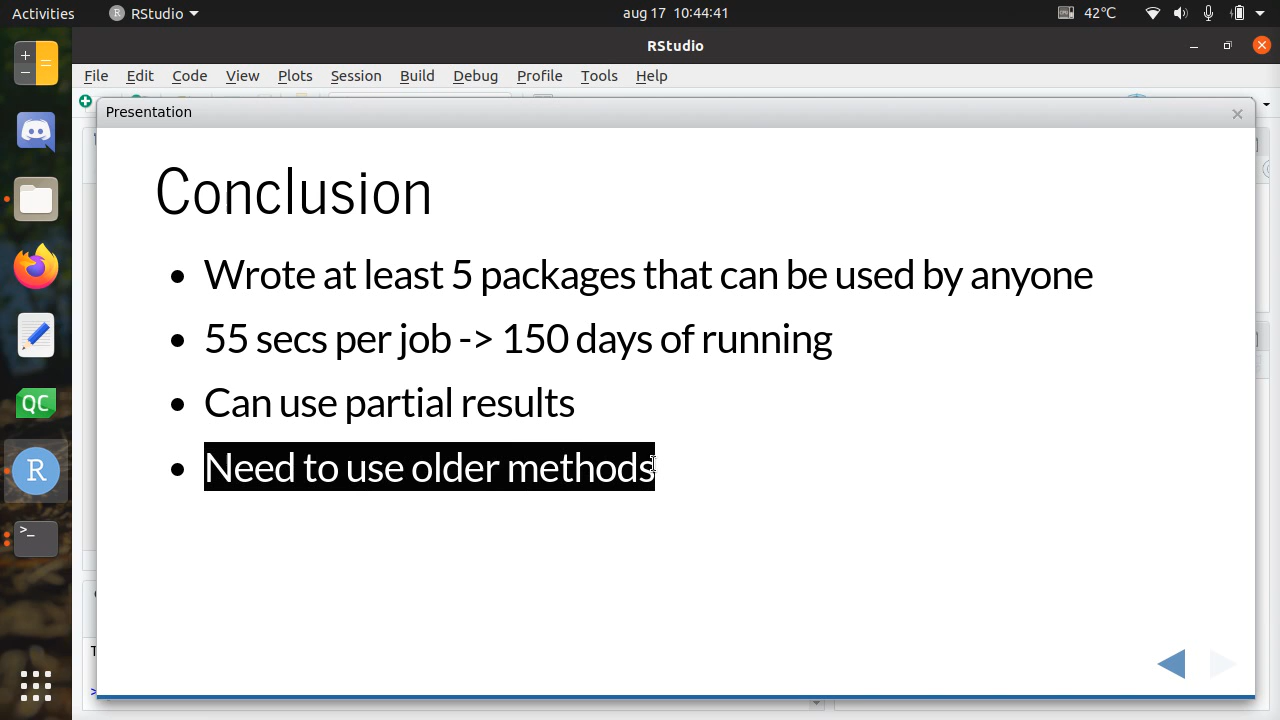 Activities RStudio aug 17 10:44:41 42°C
RStudio
File Edit Code View Plots Session Build Debug Profile Tools Help
Presentation
Conclusion
• Wrote at least 5 packages that can be used by anyone
• 55 secs per job -> 150 days of running
• Can use partial results
• Need to use older methods
QC
R
>_